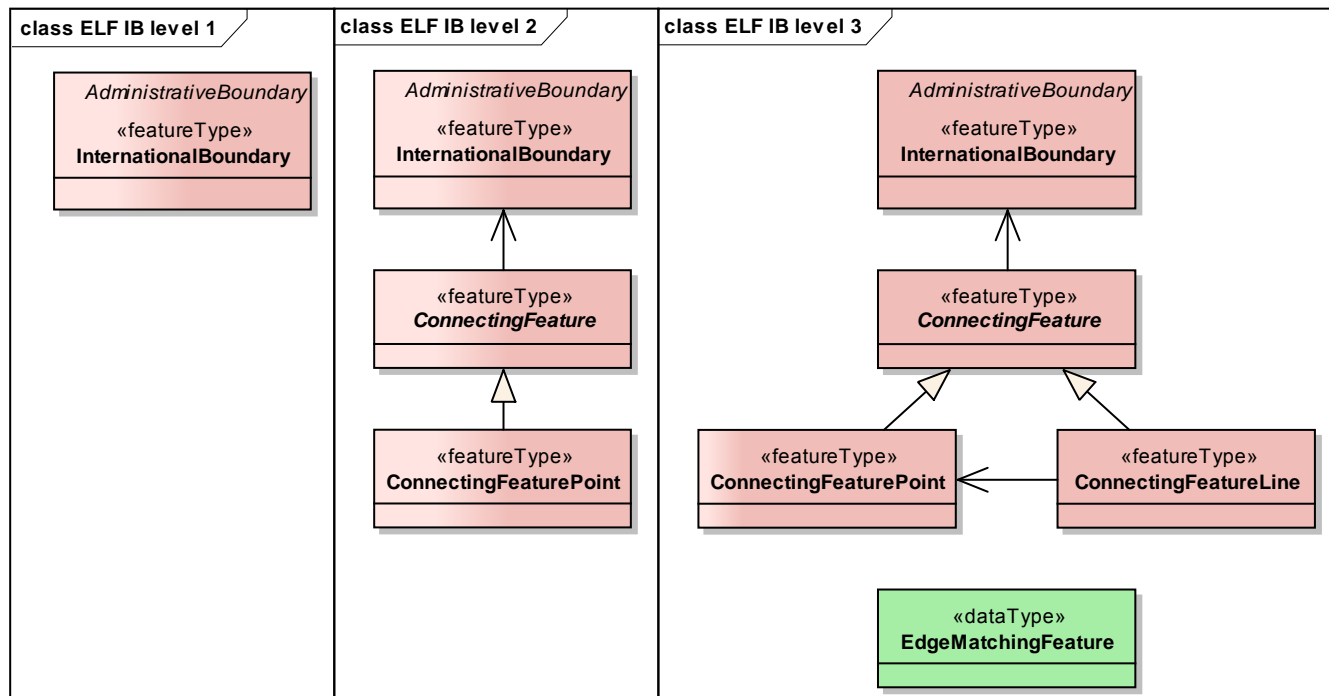 class ELF IB level 1
AdministrativeBoundary
«featureType»
InternationalBoundary
class ELF IB level 2
AdministrativeBoundary
«featureType»
InternationalBoundary
«featureType»
ConnectingFeature
«featureType»
ConnectingFeaturePoint
class ELF IB level 3
AdministrativeBoundary
«featureType»
InternationalBoundary
«featureType»
ConnectingFeature
«featureType»
ConnectingFeaturePoint
«featureType»
ConnectingFeatureLine
«dataType»
EdgeMatchingFeature